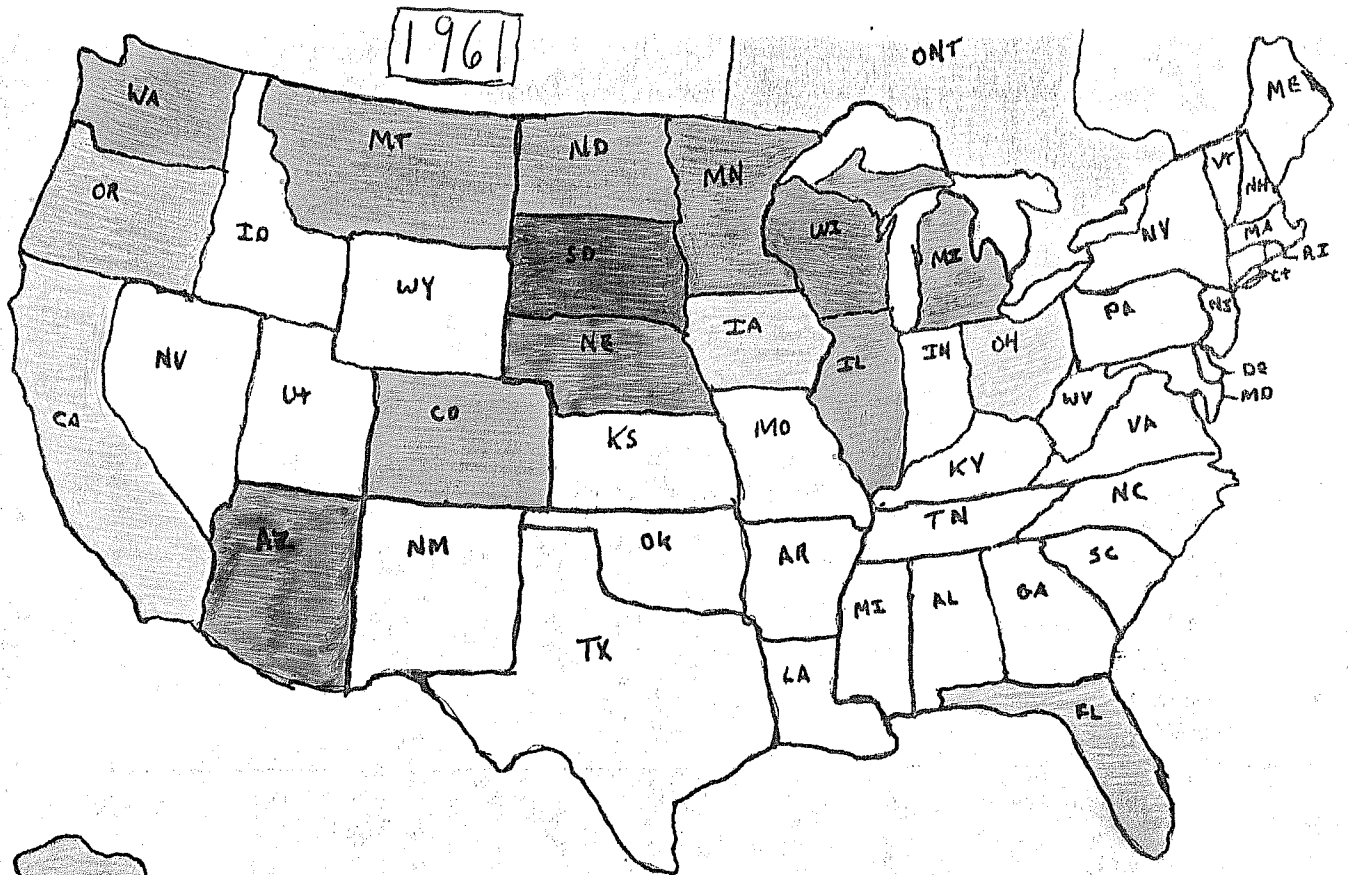 1961
ONT
WA
MT
ND
MN
ME
OR
ID
SD
WI
MI
VT
NH
NY
MA
RI
CT
WY
NE
IA
PA
NJ
NV
UT
CO
IL
IN
OH
DE
MD
CA
KS
MO
WV
VA
KY
AZ
NM
OK
AR
TN
NC
SC
MI
AL
GA
TX
LA
FL